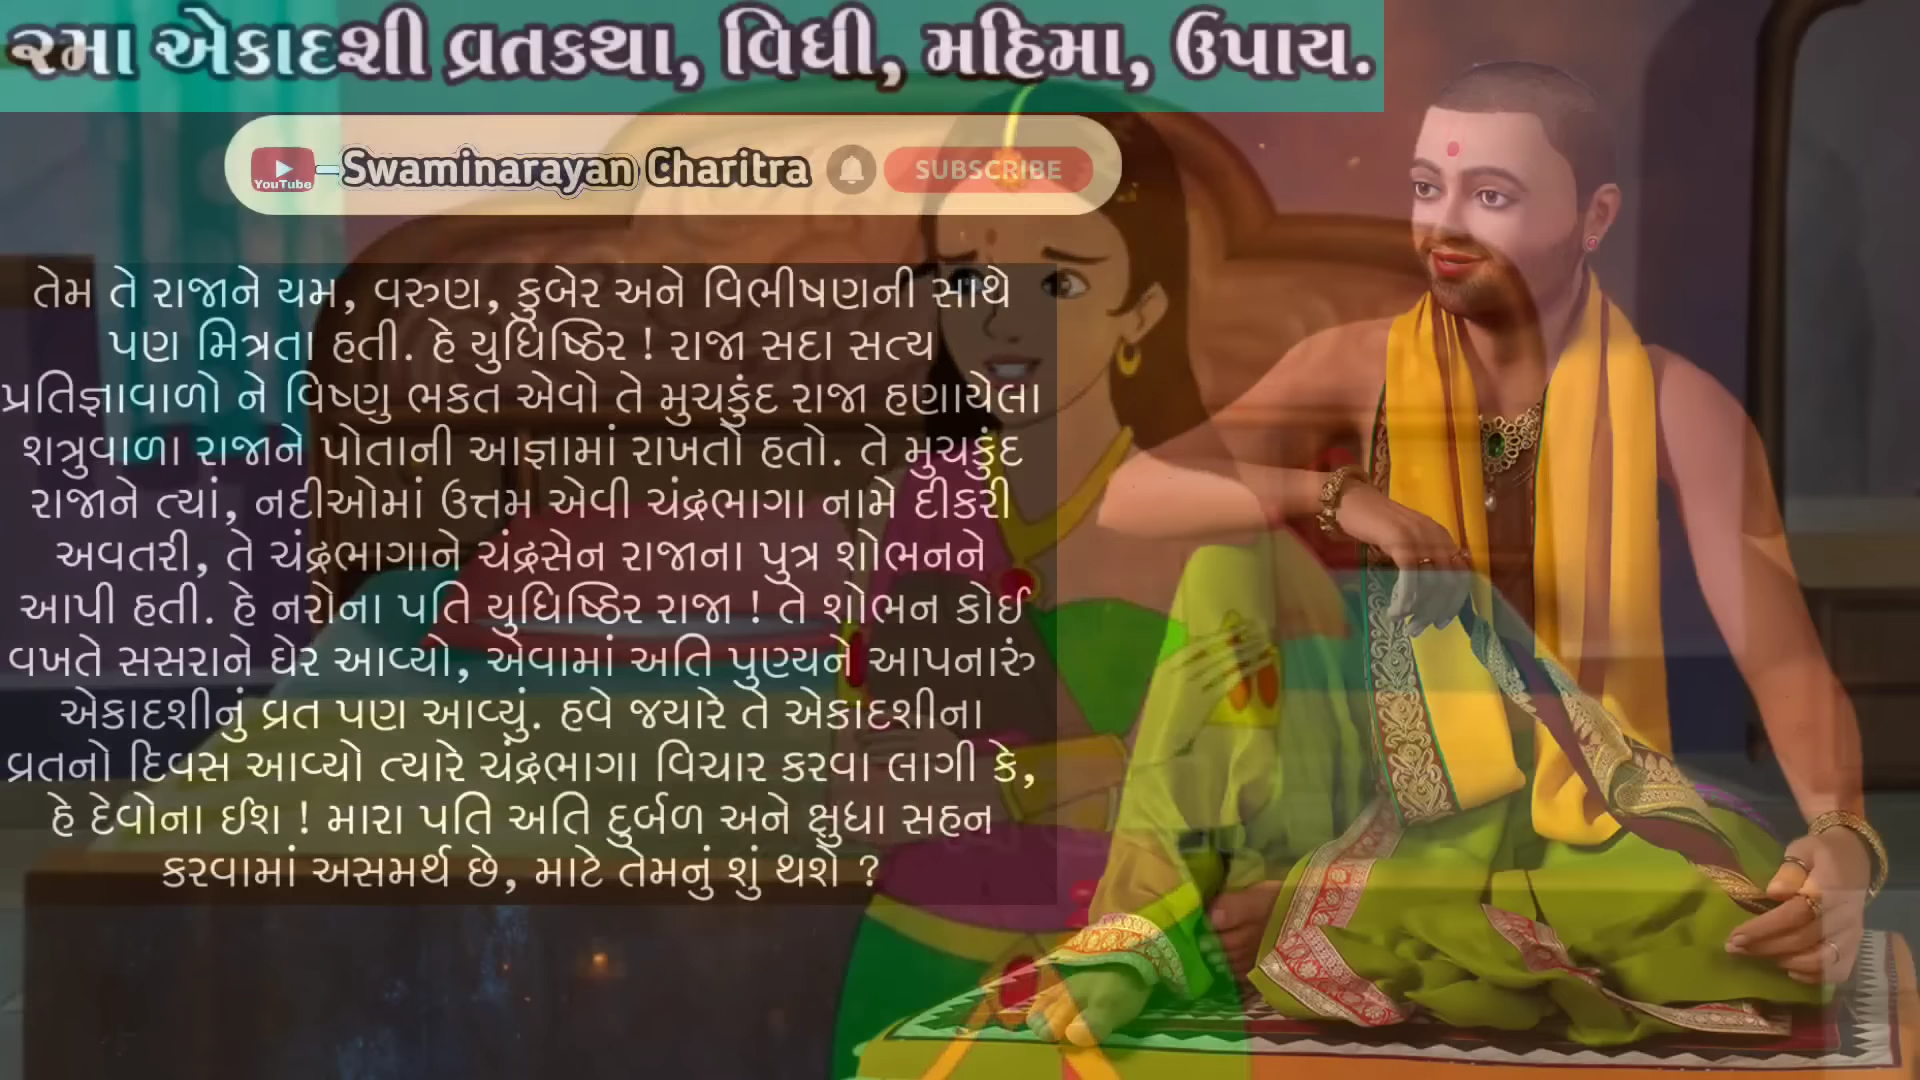 રમા એકાદશી વ્રતકથા, વિધી, મહિમા, ઉપાય.
YouTube
Swaminarayan Charitra
SUBSCRIBE
તેમ તે રાજાને યમ, વરુણ, કુબેર અને વિભીષણની સાથે
પણ મિત્રતા હતી. હે યુધિષ્ઠિર ! રાજા સદા સત્ય
પ્રતિજ્ઞાવાળો ને વિષ્ણુ ભકત એવો તે મુચકુંદ રાજા હણાયેલા
શત્રુવાળા રાજાને પોતાની આજ્ઞામાં રાખતો હતો. તે મુચકુંદ
રાજાને ત્યાં, નદીઓમાં ઉત્તમ એવી ચંદ્રભાગા નામે દીકરી
અવતરી, તે ચંદ્રભાગાને ચંદ્રસેન રાજાના પુત્ર શોભનને
આપી હતી. હે નરોના પતિ યુધિષ્ઠિર રાજા ! તે શોભન કોઈ
વખતે સસરાને ઘેર આવ્યો, એવામાં અતિ પુણ્યને આપનારું
એકાદશીનું વ્રત પણ આવ્યું. હવે જયારે તે એકાદશીના
વ્રતનો દિવસ આવ્યો ત્યારે ચંદ્રભાગા વિચાર કરવા લાગી કે,
હે દેવોના ઈશ ! મારા પતિ અતિ દુર્બળ અને ક્ષુધા સહન
કરવામાં અસમર્થ છે, માટે તેમનું શું થશે ?